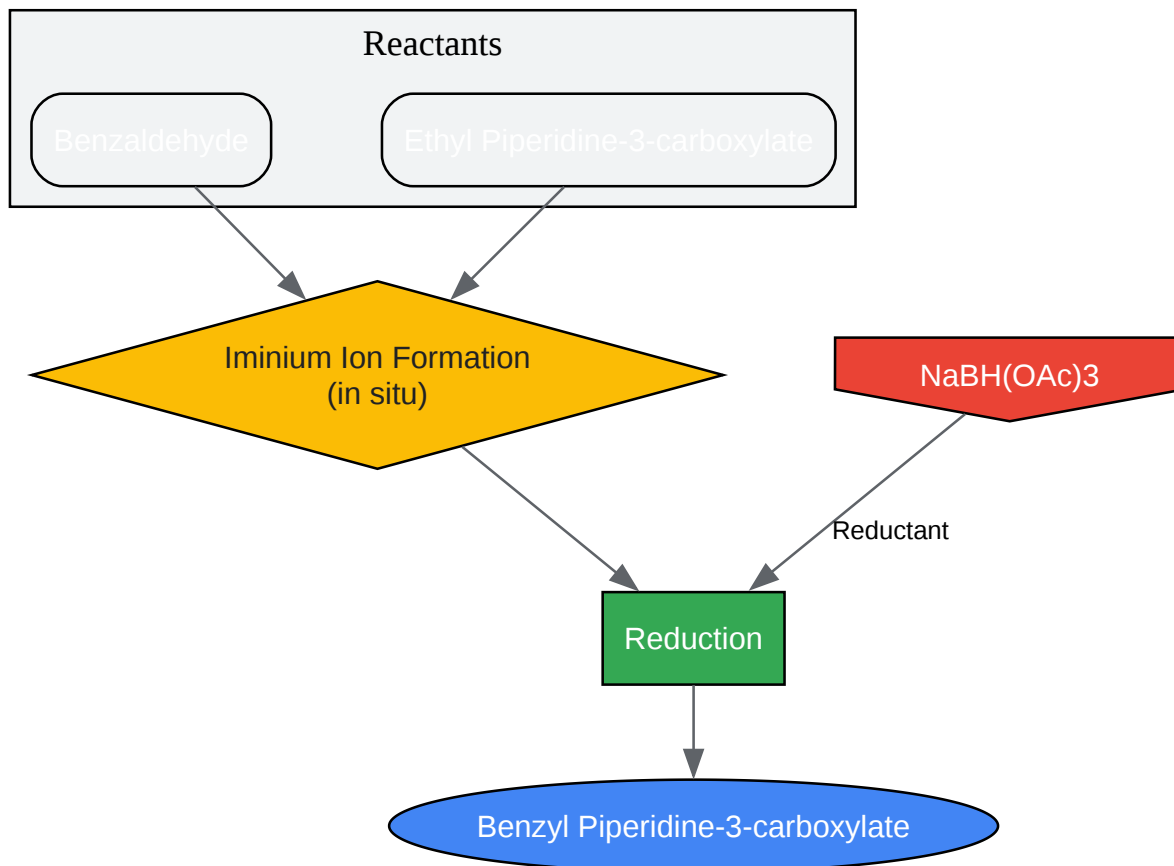 Reactants
Benzaldehyde
Ethyl Piperidine-3-carboxylate
Iminium Ion Formation
(in situ)
NaBH(OAc)3
Reductant
Reduction
Benzyl Piperidine-3-carboxylate